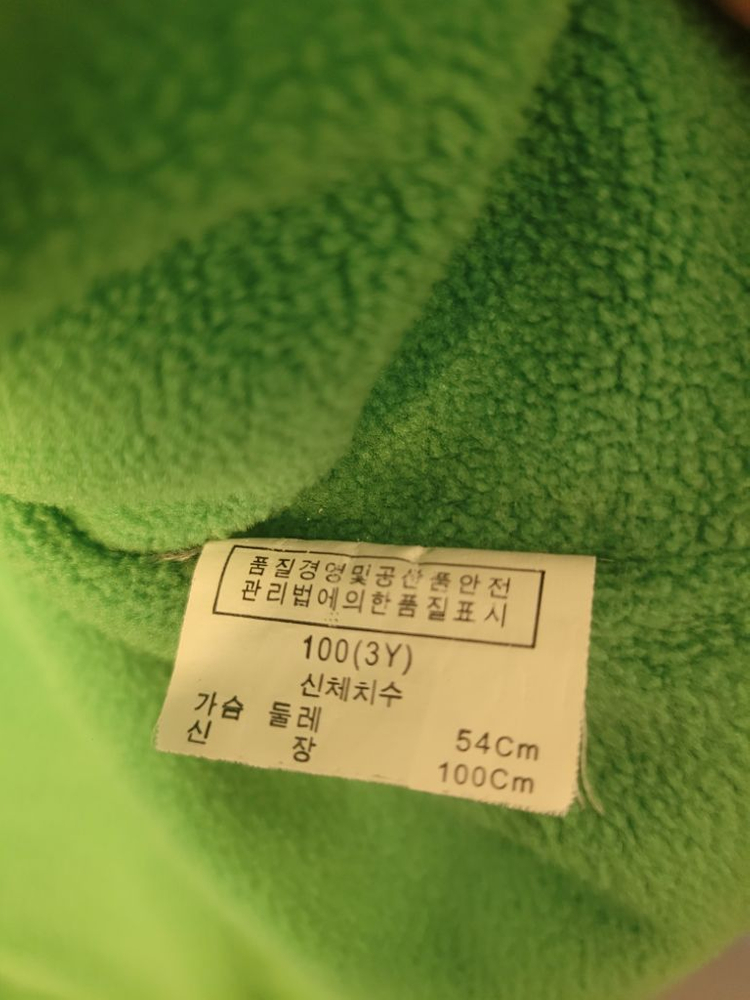 품질경영및공산품안전
관리법에의한품질표시
100(3Y)
신체치수
가슴 둘레 54Cm
신 장 100Cm